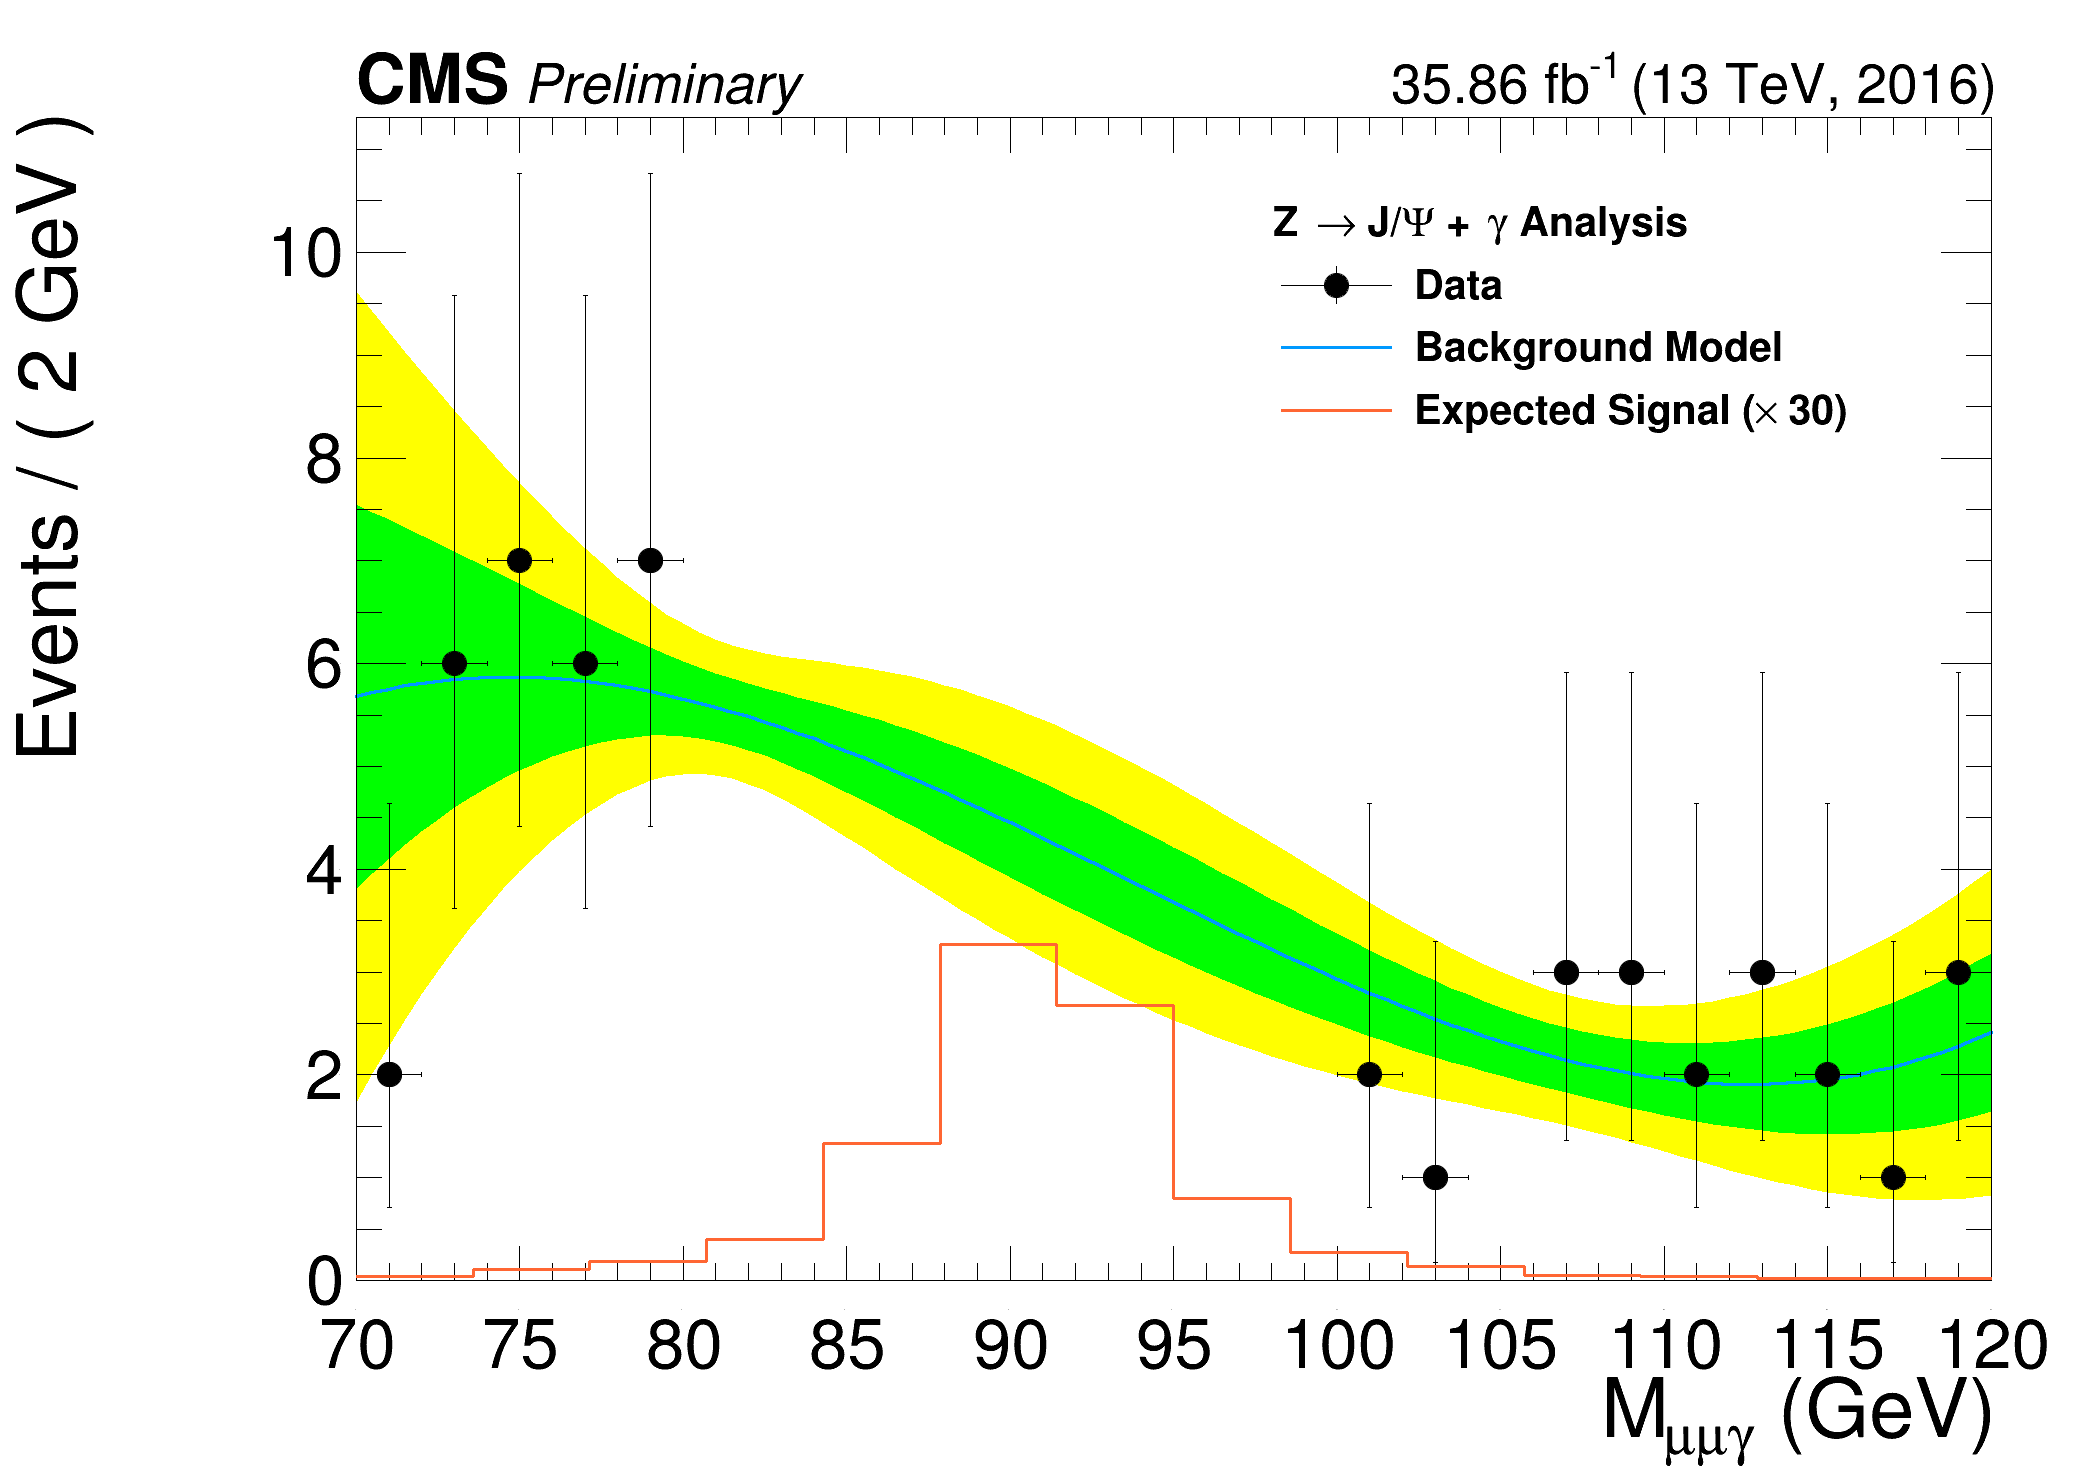 CMS Preliminary
35.86 fb⁻¹ (13 TeV, 2016)
Events / ( 2 GeV )
Z → J/Ψ + γ Analysis
Data
Background Model
Expected Signal (× 30)
10
8
6
4
2
0
70 75 80 85 90 95 100 105 110 115 120
M_μμγ (GeV)